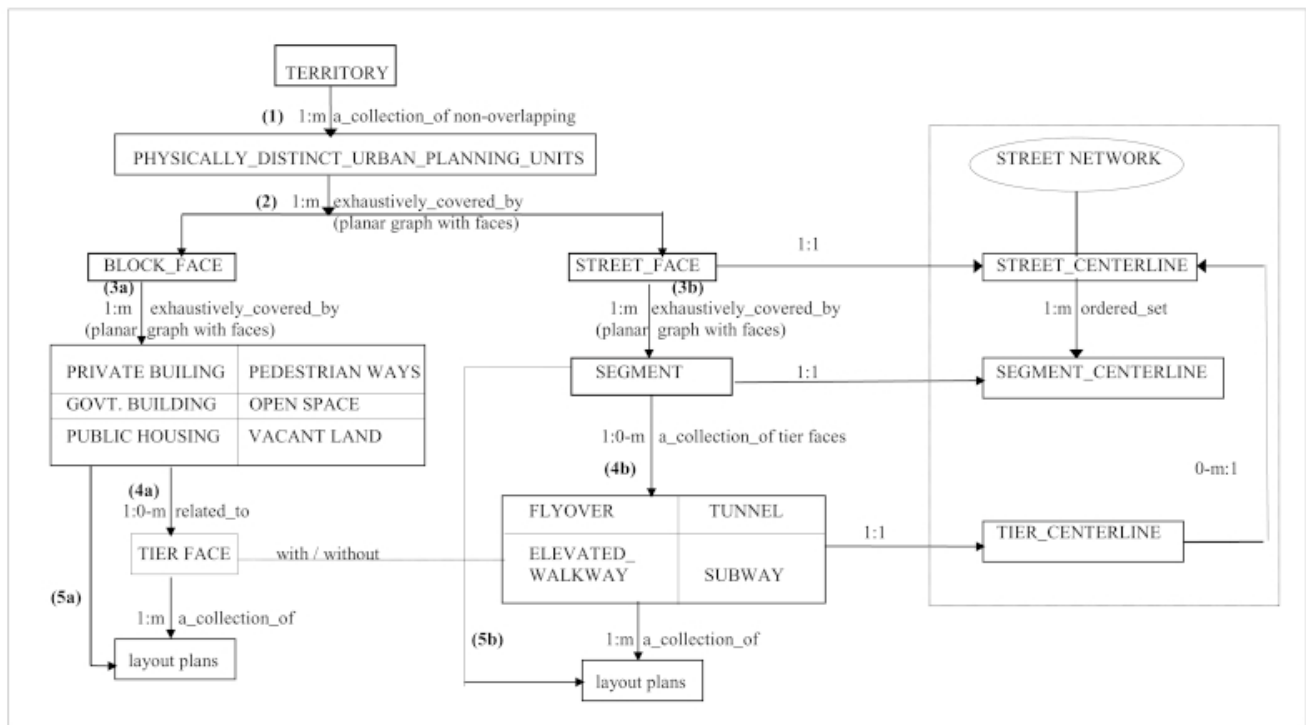 TERRITORY
(1) 1:m a_collection_of non-overlapping
PHYSICALLY_DISTINCT_URBAN_PLANNING_UNITS
STREET NETWORK
(2) 1:m exhaustively_covered_by
(planar graph with faces)
1:1
BLOCK_FACE
STREET_FACE
STREET_CENTERLINE
(3a)
(3b)
1:m exhaustively_covered_by
(planar graph with faces)
1:m exhaustively_covered_by
(planar graph with faces)
1:m ordered_set
PRIVATE BUILING
PEDESTRIAN WAYS
GOVT. BUILDING
OPEN SPACE
PUBLIC HOUSING
VACANT LAND
SEGMENT
1:1
SEGMENT_CENTERLINE
1:0-m a_collection_of tier faces
(4b)
0-m:1
(4a)
1:0-m related_to
FLYOVER
TUNNEL
ELEVATED_
WALKWAY
SUBWAY
1:1
TIER_CENTERLINE
TIER FACE
with / without
(5a)
1:m a_collection_of
layout plans
(5b)
1:m a_collection_of
layout plans